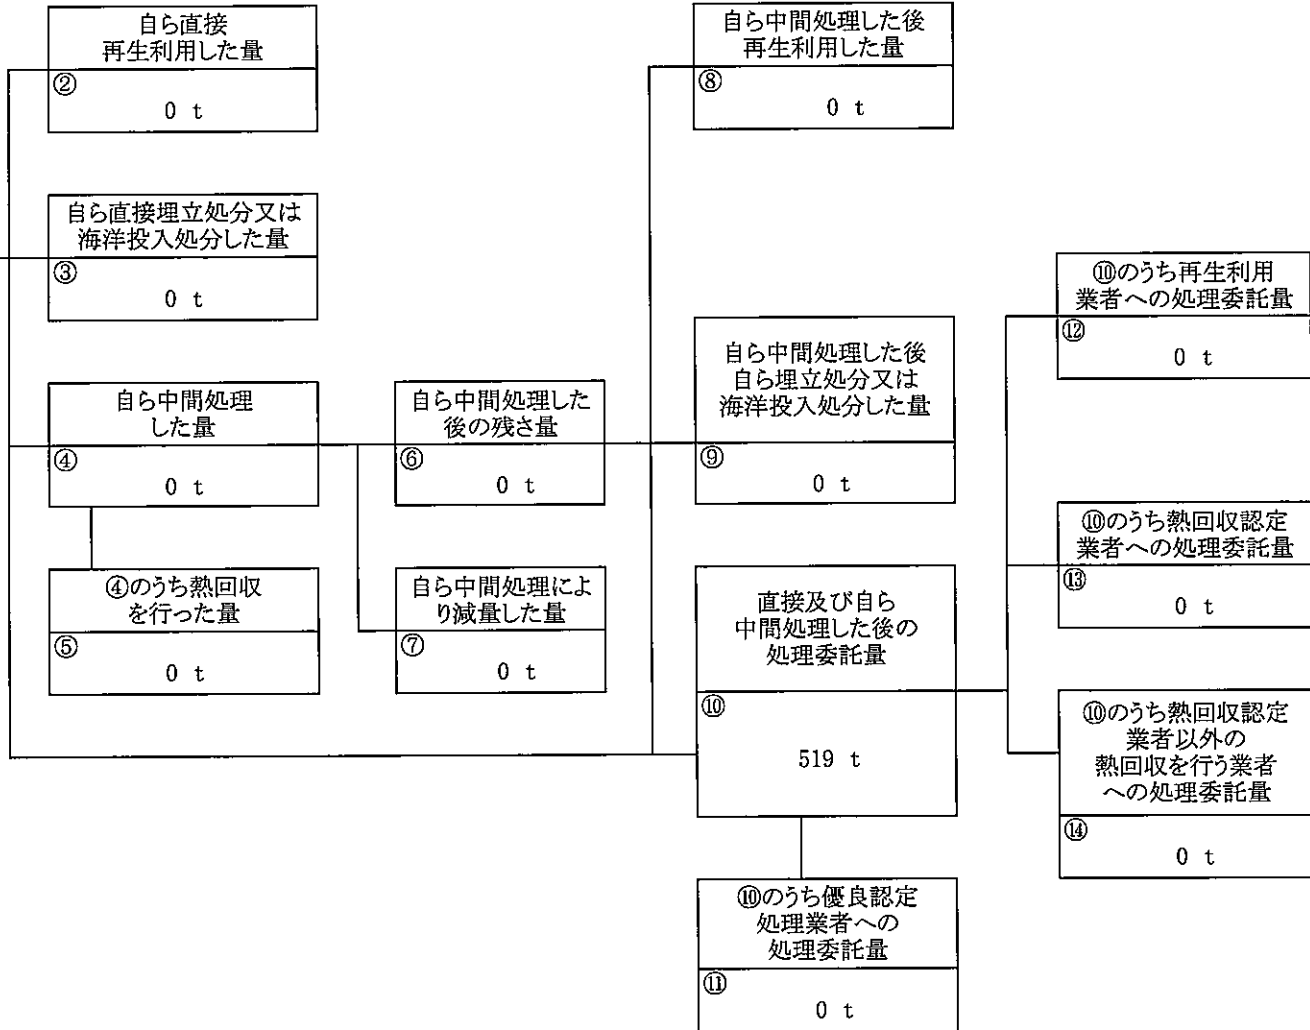 自ら直接
再生利用した量
②
0 t
自ら直接埋立処分又は
海洋投入処分した量
③
0 t
自ら中間処理
した量
④
0 t
④のうち熱回収
を行った量
⑤
0 t
自ら中間処理した
後の残さ量
⑥
0 t
自ら中間処理によ
り減量した量
⑦
0 t
自ら中間処理した後
再生利用した量
⑧
0 t
自ら中間処理した後
自ら埋立処分又は
海洋投入処分した量
⑨
0 t
直接及び自ら
中間処理した後の
処理委託量
⑩
519 t
⑩のうち優良認定
処理業者への
処理委託量
⑪
0 t
⑩のうち再生利用
業者への処理委託量
⑫
0 t
⑩のうち熱回収認定
業者への処理委託量
⑬
0 t
⑩のうち熱回収認定
業者以外の
熱回収を行う業者
への処理委託量
⑭
0 t